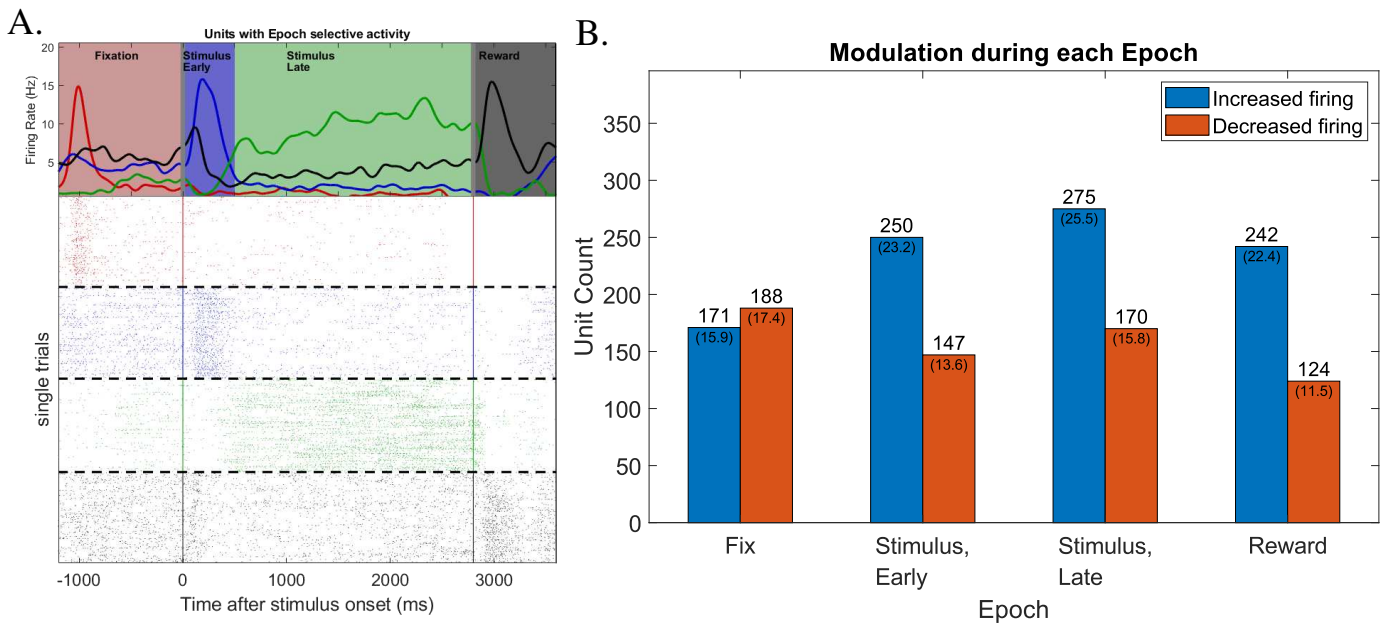 A.
Units with Epoch selective activity
Fixation
Stimulus
Early
Stimulus
Late
Reward
20
15
10
5
Firing Rate (Hz)
single trials
-1000 0 1000 2000 3000
Time after stimulus onset (ms)
B.
Modulation during each Epoch
Increased firing
Decreased firing
350
300
250
200
150
100
50
0
Unit Count
171
(15.9)
188
(17.4)
250
(23.2)
147
(13.6)
275
(25.5)
170
(15.8)
242
(22.4)
124
(11.5)
Fix
Stimulus,
Early
Stimulus,
Late
Reward
Epoch